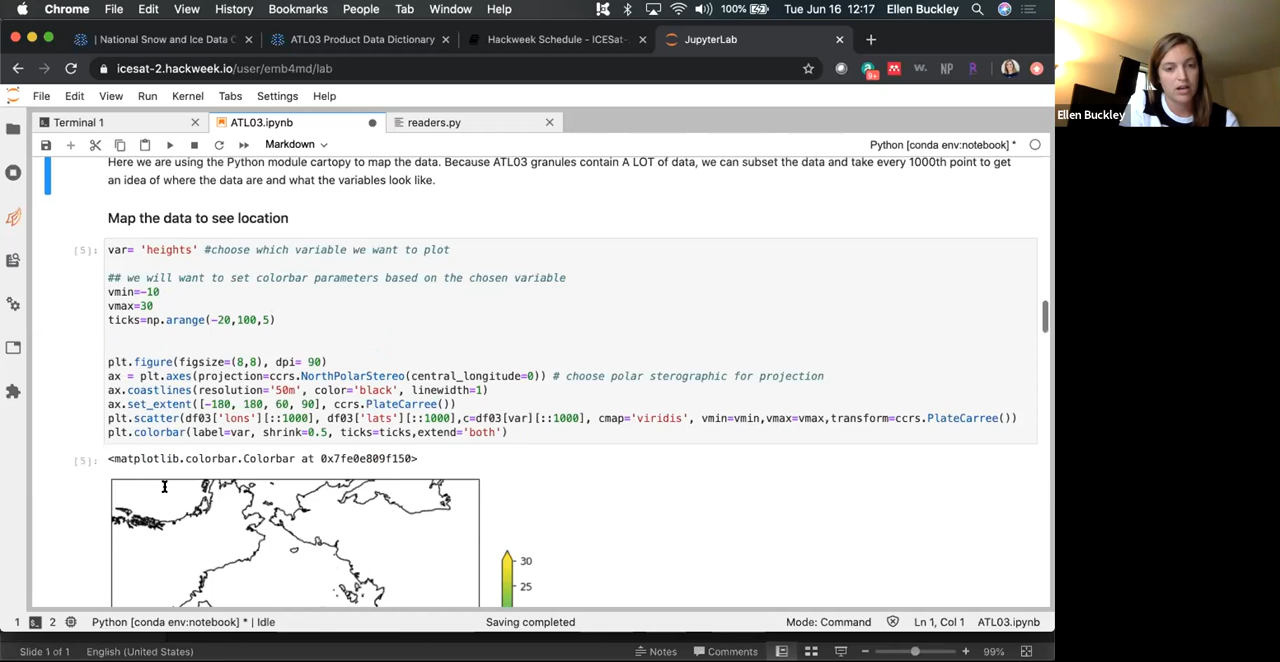 Chrome File Edit View History Bookmarks People Tab Window Help 100% Tue Jun 16 12:17 Ellen Buckley
| National Snow and Ice Data C ATL03 Product Data Dictionary Hackweek Schedule - ICESat- JupyterLab
icesat-2.hackweek.io/user/emb4md/lab w. NP R
9+
Ellen Buckley
File Edit View Run Kernel Tabs Settings Help
Terminal 1 ATL03.ipynb readers.py
Markdown Python [conda env:notebook] *
Here we are using the Python module cartopy to map the data. Because ATL03 granules contain A LOT of data, we can subset the data and take every 1000th point to get
an idea of where the data are and what the variables look like.
Map the data to see location
[5]: var= 'heights' #choose which variable we want to plot
## we will want to set colorbar parameters based on the chosen variable
vmin=-10
vmax=30
ticks=np.arange(-20,100,5)
plt.figure(figsize=(8,8), dpi= 90)
ax = plt.axes(projection=ccrs.NorthPolarStereo(central_longitude=0)) # choose polar sterographic for projection
ax.coastlines(resolution='50m', color='black', linewidth=1)
ax.set_extent([-180, 180, 60, 90], ccrs.PlateCarree())
plt.scatter(df03['lons'][::1000], df03['lats'][::1000],c=df03[var][::1000], cmap='viridis', vmin=vmin,vmax=vmax,transform=ccrs.PlateCarree())
plt.colorbar(label=var, shrink=0.5, ticks=ticks,extend='both')
[5]: <matplotlib.colorbar.Colorbar at 0x7fe0e809f150>
30
25
1 2 Python [conda env:notebook] * | Idle Saving completed Mode: Command Ln 1, Col 1 ATL03.ipynb
Slide 1 of 1 English (United States) Notes Comments 99%